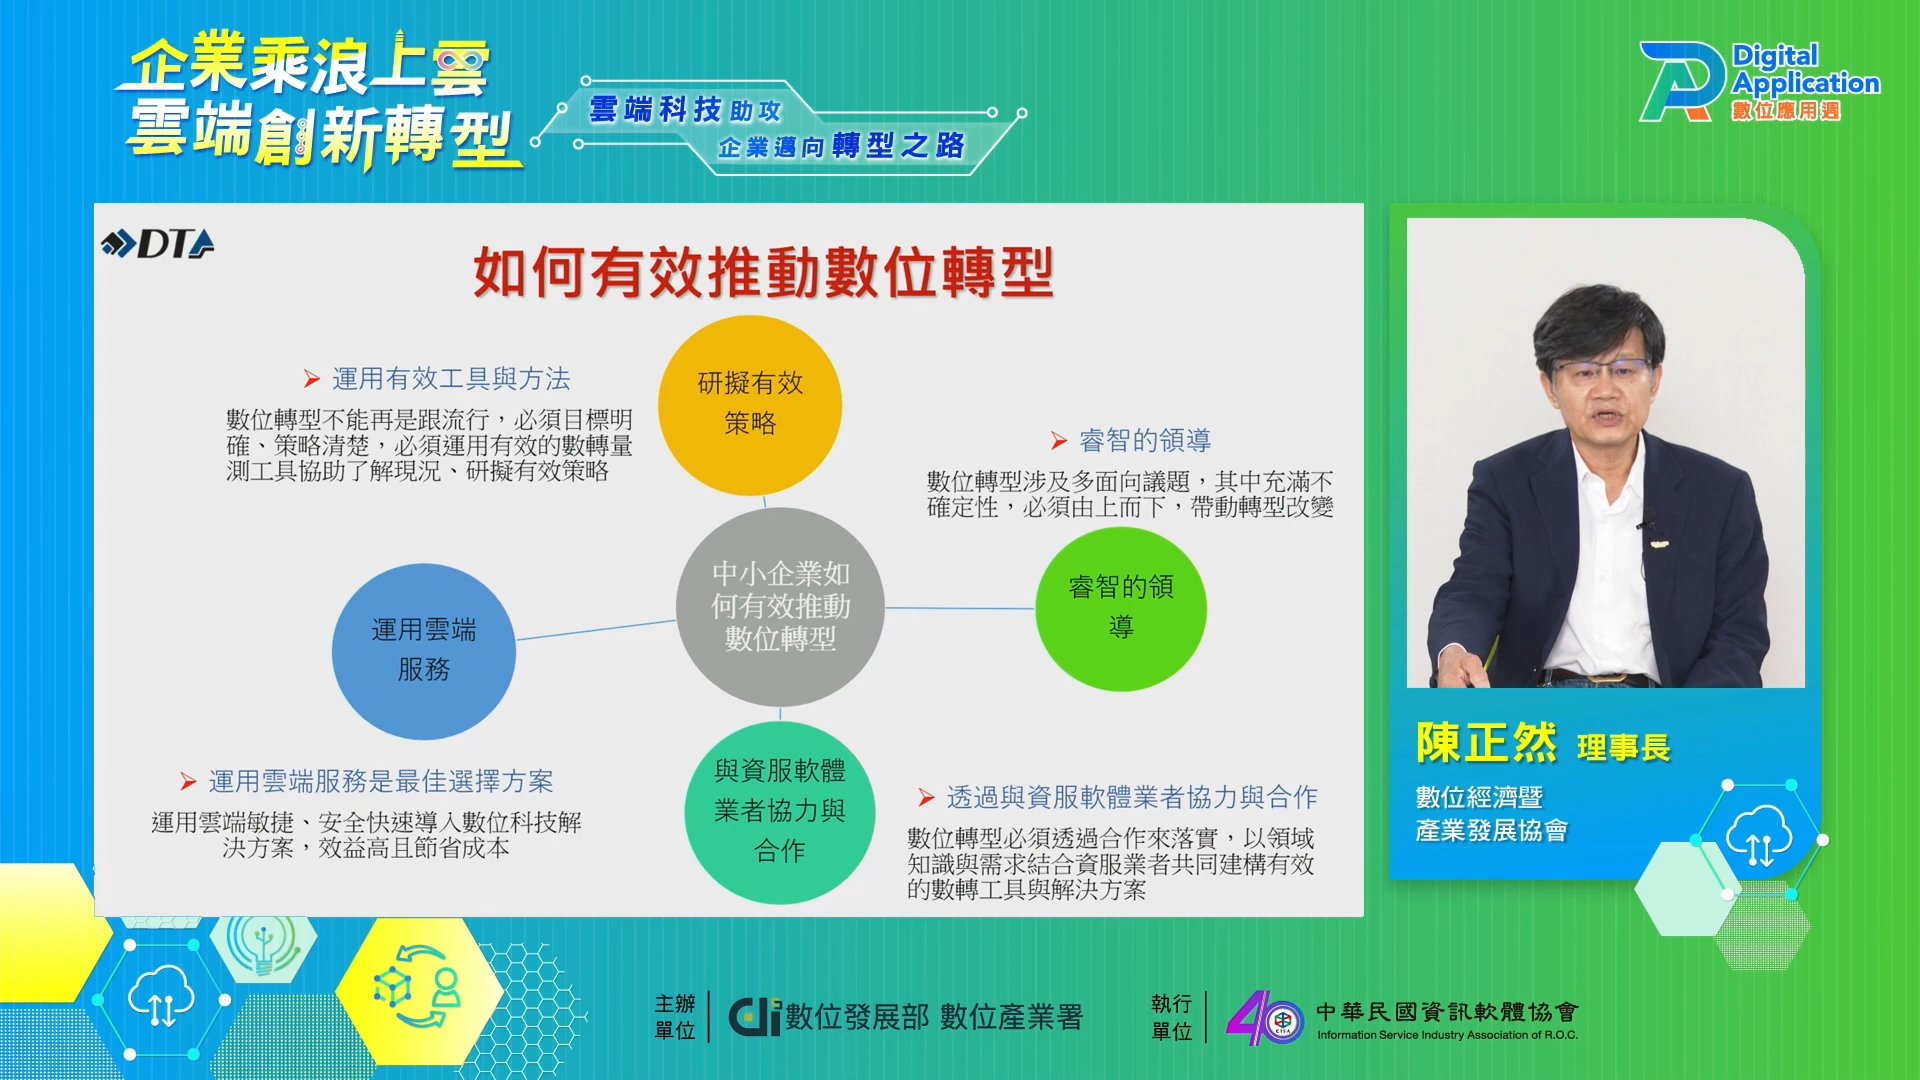 企業乘浪上雲
雲端創新轉型
雲端科技助攻
企業邁向轉型之路
Digital
Application
數位應用週
DTA
如何有效推動數位轉型
運用有效工具與方法
數位轉型不能再是跟流行，必須目標明
確、策略清楚，必須運用有效的數轉量
測工具協助了解現況、研擬有效策略
研擬有效
策略
睿智的領導
數位轉型涉及多面向議題，其中充滿不
確定性，必須由上而下，帶動轉型改變
中小企業如
何有效推動
數位轉型
睿智的領
導
運用雲端
服務
與資服軟體
業者協力與
合作
運用雲端服務是最佳選擇方案
運用雲端敏捷、安全快速導入數位科技解
決方案，效益高且節省成本
透過與資服軟體業者協力與合作
數位轉型必須透過合作來落實，以領域
知識與需求結合資服業者共同建構有效
的數轉工具與解決方案
陳正然 理事長
數位經濟暨
產業發展協會
主辦
單位
數位發展部 數位產業署
執行
單位
40
CISA
中華民國資訊軟體協會
Information Service Industry Association of R.O.C.